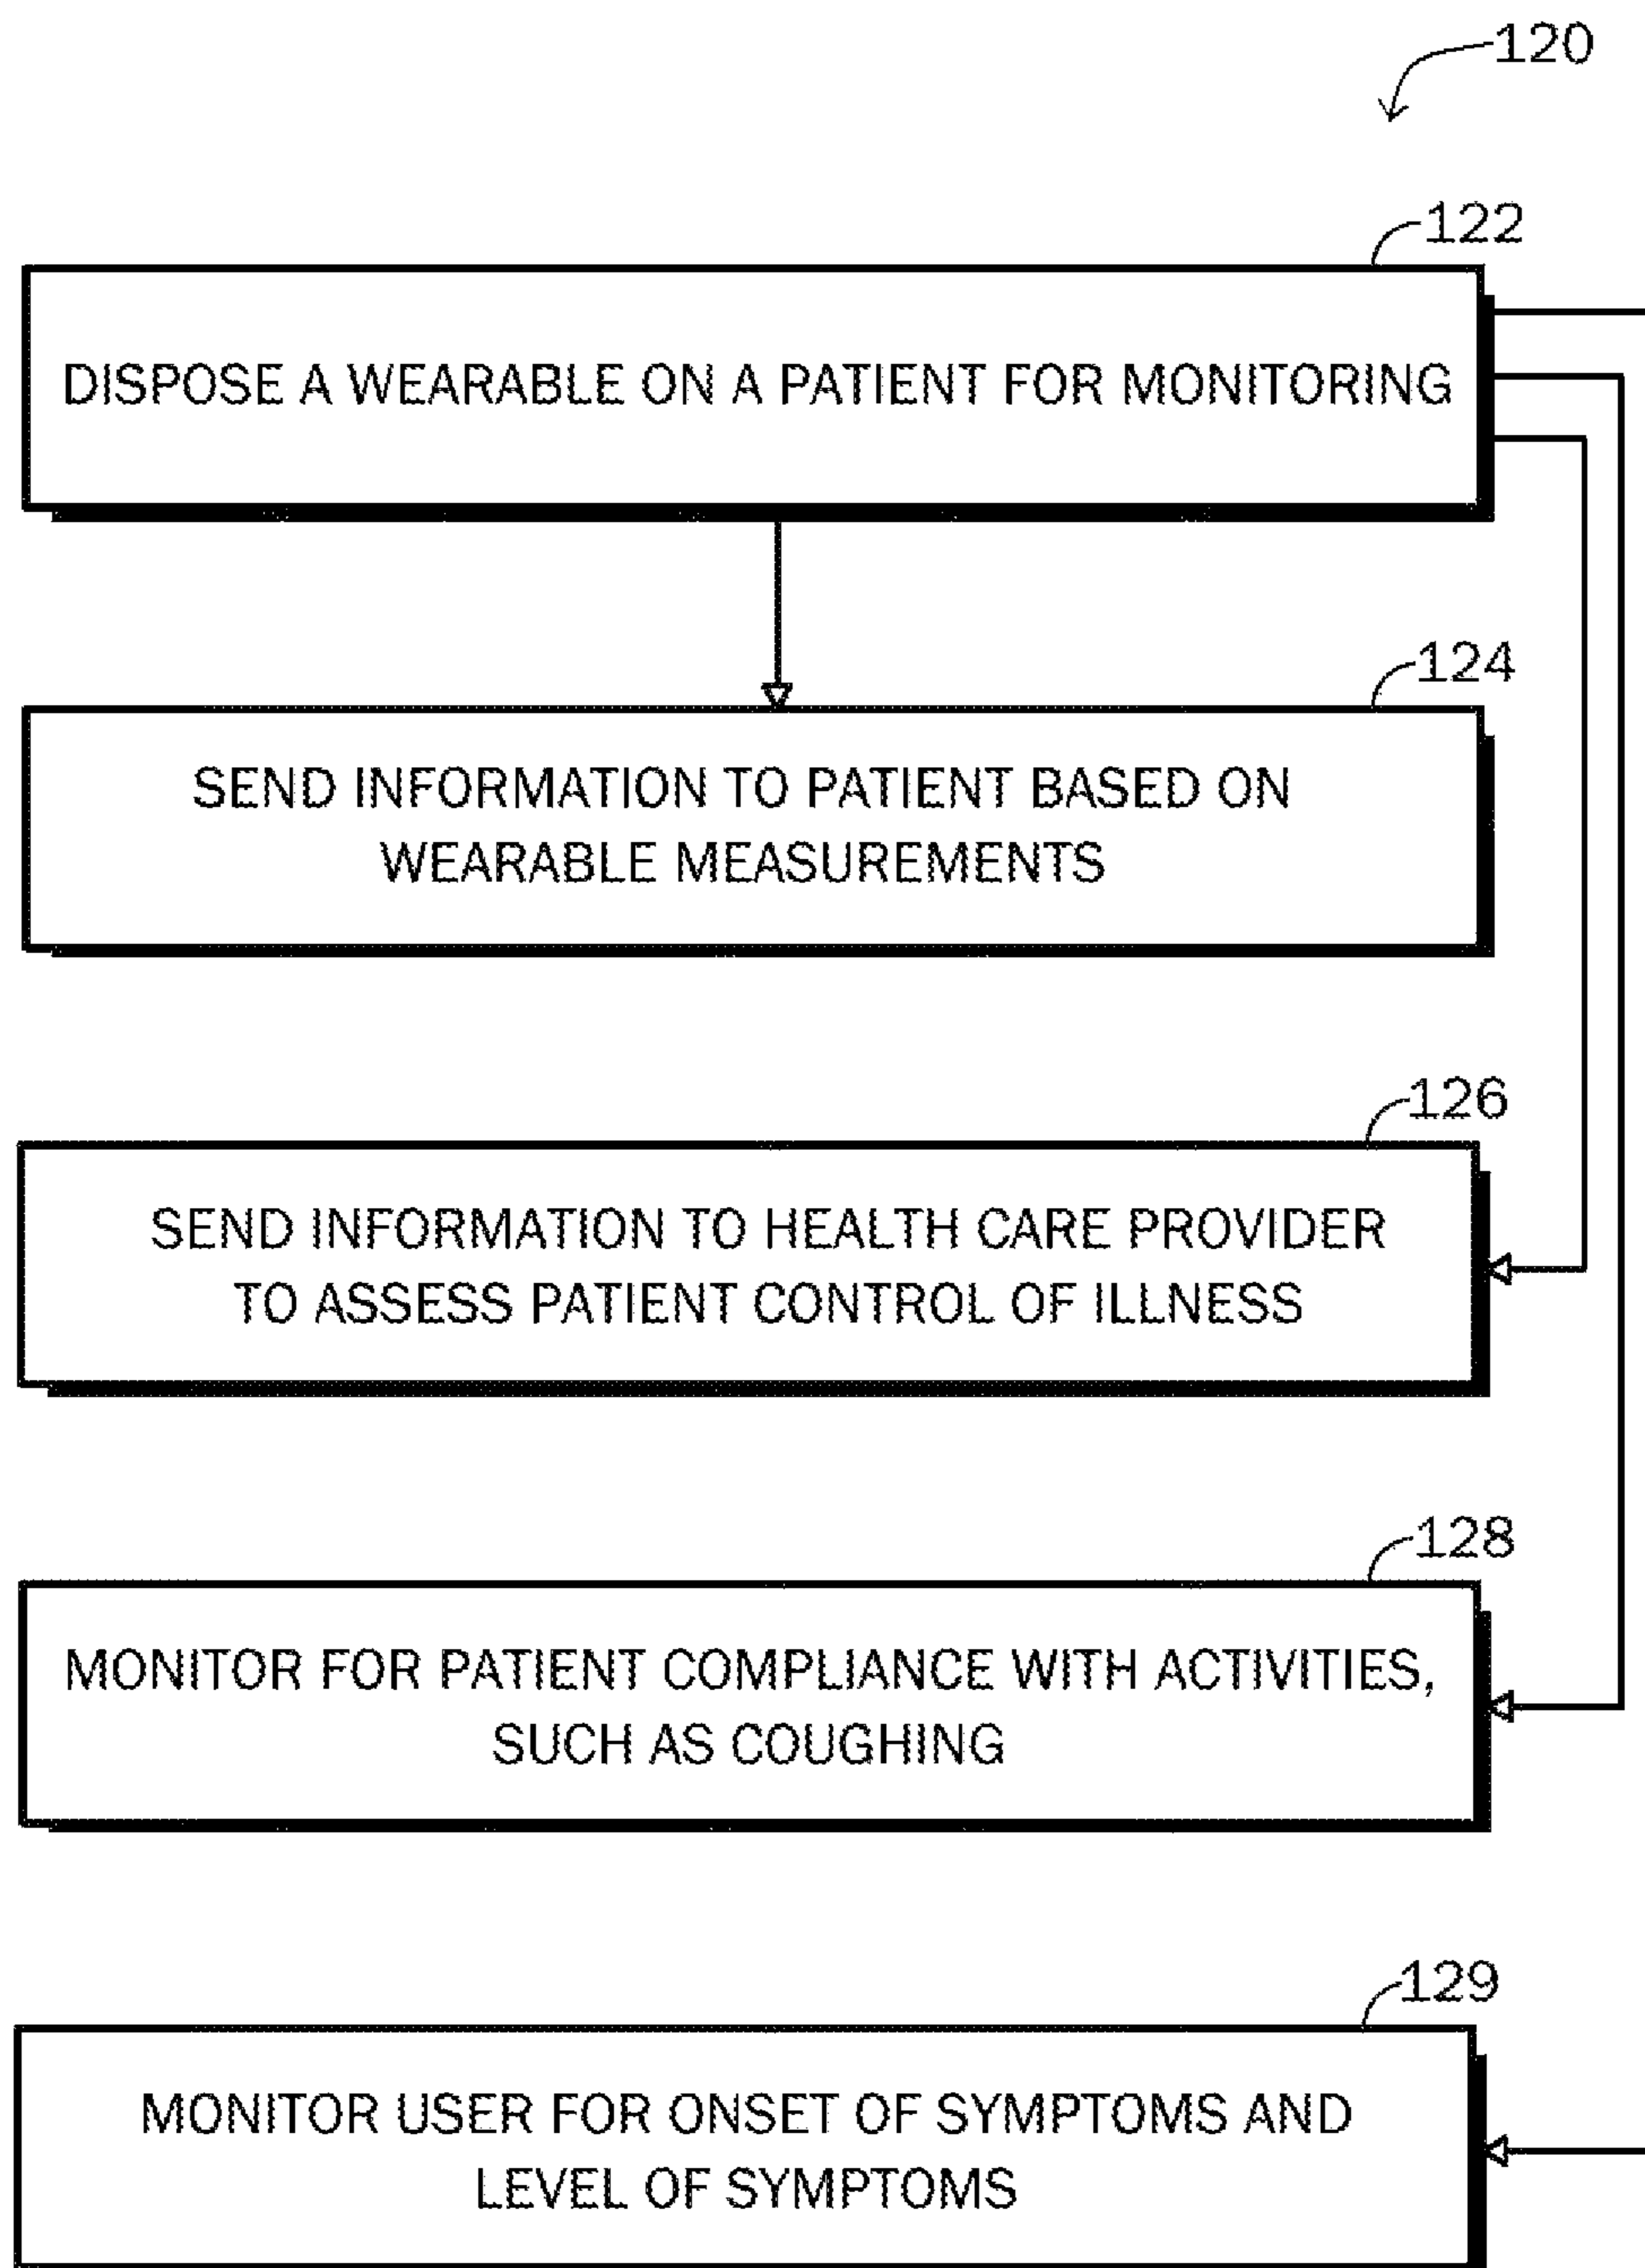 120
122
DISPOSE A WEARABLE ON A PATIENT FOR MONITORING
124
SEND INFORMATION TO PATIENT BASED ON
WEARABLE MEASUREMENTS
126
SEND INFORMATION TO HEALTH CARE PROVIDER
TO ASSESS PATIENT CONTROL OF ILLNESS
128
MONITOR FOR PATIENT COMPLIANCE WITH ACTIVITIES,
SUCH AS COUGHING
129
MONITOR USER FOR ONSET OF SYMPTOMS AND
LEVEL OF SYMPTOMS